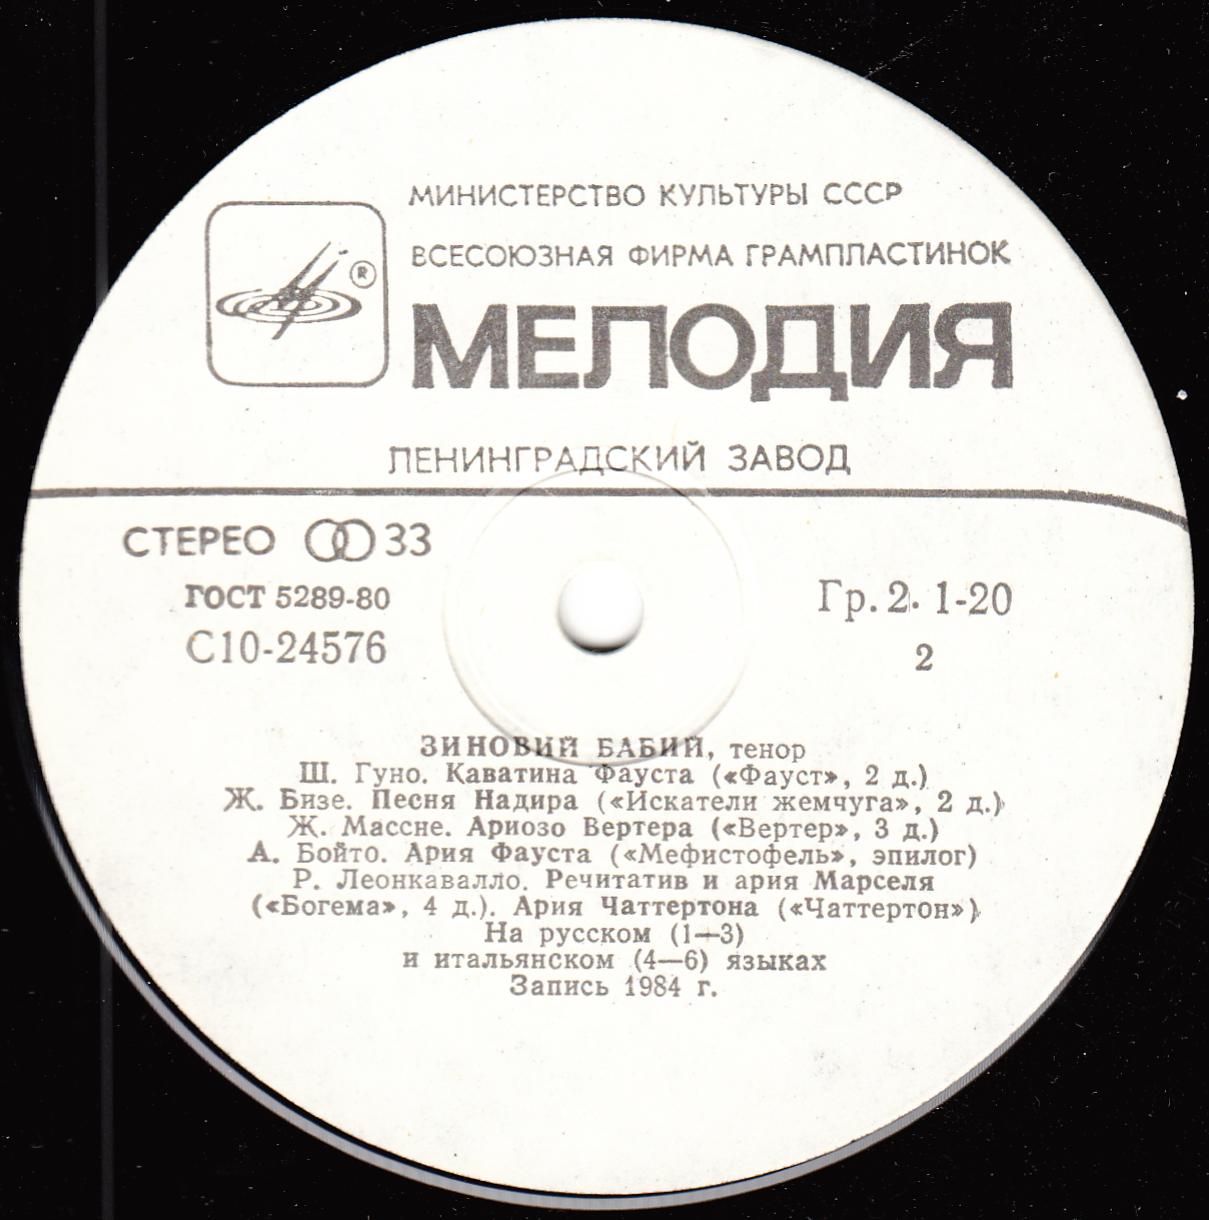 МИНИСТЕРСТВО КУЛЬТУРЫ СССР
ВСЕСОЮЗНАЯ ФИРМА ГРАМПЛАСТИНОК
®
МЕЛОДИЯ
ЛЕНИНГРАДСКИЙ ЗАВОД
СТЕРЕО 33
ГОСТ 5289-80
С10-24576
Гр. 2. 1-20
2
ЗИНОВИЙ БАБИЙ, тенор
Ш. Гуно. Каватина Фауста («Фауст», 2 д.)
Ж. Бизе. Песня Надира («Искатели жемчуга», 2 д.)
Ж. Массне. Ариозо Вертера («Вертер», 3 д.)
А. Бойто. Ария Фауста («Мефистофель», эпилог)
Р. Леонкавалло. Речитатив и ария Марселя
(«Богема», 4 д.). Ария Чаттертона («Чаттертон»)
На русском (1—3)
и итальянском (4—6) языках
Запись 1984 г.